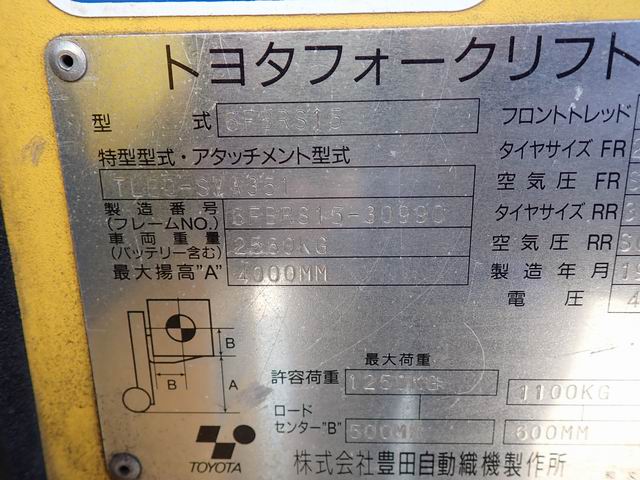 トヨタフォークリフト
型式 6FBRS15
フロントトレッド
特型型式・アタッチメント型式
タイヤサイズ FR
空気圧 FR
製造番号
(フレームNO.) 6FBRS15-30990
タイヤサイズ RR
車両重量
(バッテリー含む) 2560KG
空気圧 RR
最大揚高"A" 4000MM
製造年月
電圧 4
B
B
A
最大荷重
許容荷重 1250KG 1100KG
ロード
センター"B" 500MM 600MM
TOYOTA
株式会社豊田自動織機製作所